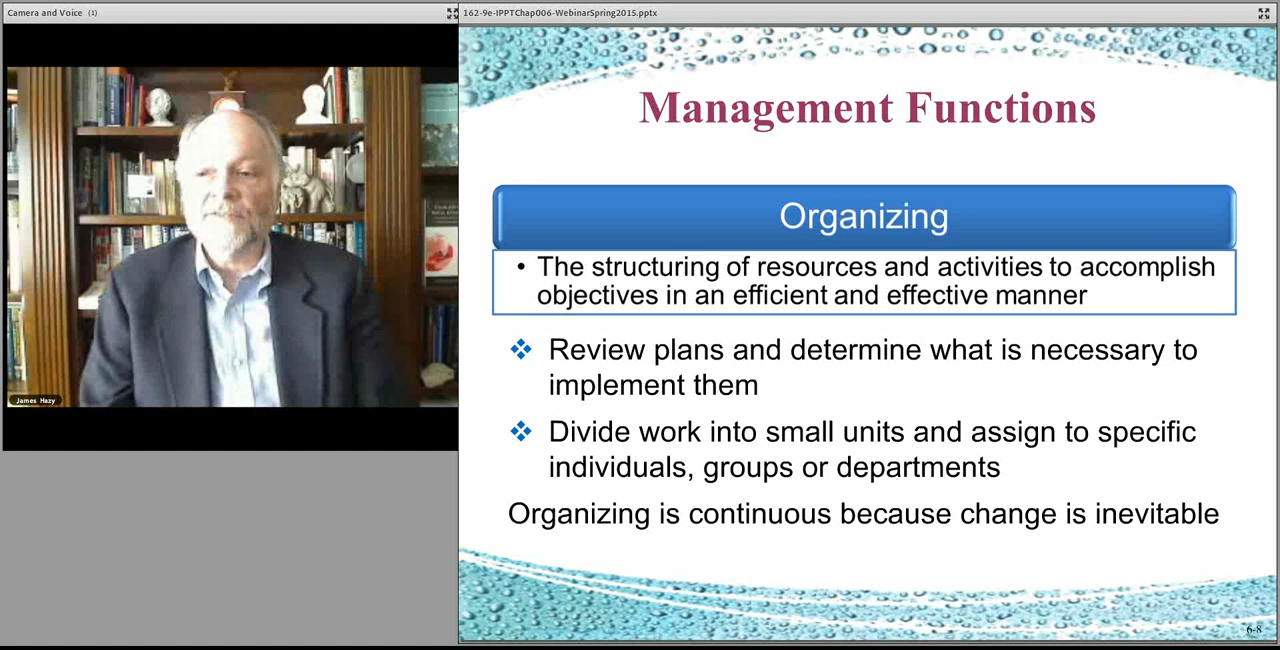 Camera and Voice (1)
162-9e-IPPTChap006-WebinarSpring2015.pptx
James Hazy
Management Functions
Organizing
• The structuring of resources and activities to accomplish
objectives in an efficient and effective manner
Review plans and determine what is necessary to
implement them
Divide work into small units and assign to specific
individuals, groups or departments
Organizing is continuous because change is inevitable
6-8